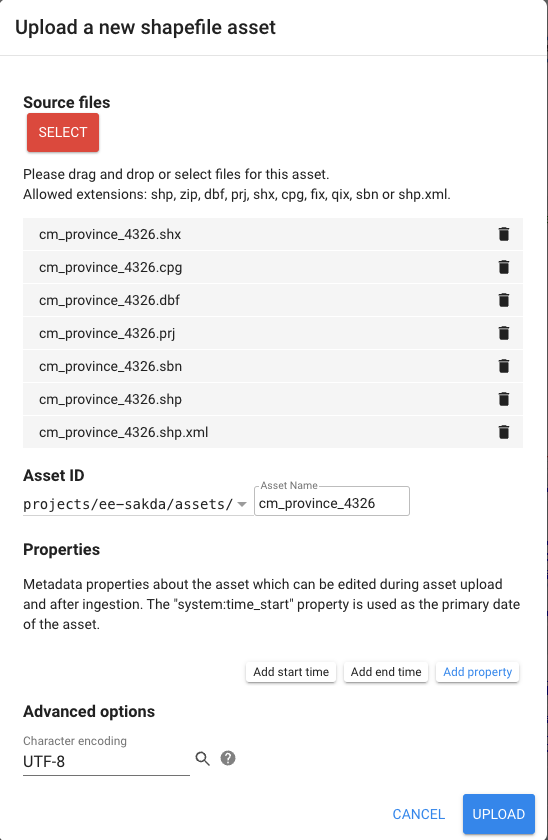 Upload a new shapefile asset
Source files
SELECT
Please drag and drop or select files for this asset.
Allowed extensions: shp, zip, dbf, prj, shx, cpg, fix, qix, sbn or shp.xml.
cm_province_4326.shx
cm_province_4326.cpg
cm_province_4326.dbf
cm_province_4326.prj
cm_province_4326.sbn
cm_province_4326.shp
cm_province_4326.shp.xml
Asset ID
Asset Name
projects/ee-sakda/assets/ cm_province_4326
Properties
Metadata properties about the asset which can be edited during asset upload
and after ingestion. The "system:time_start" property is used as the primary date
of the asset.
Add start time Add end time Add property
Advanced options
Character encoding
UTF-8
CANCEL UPLOAD